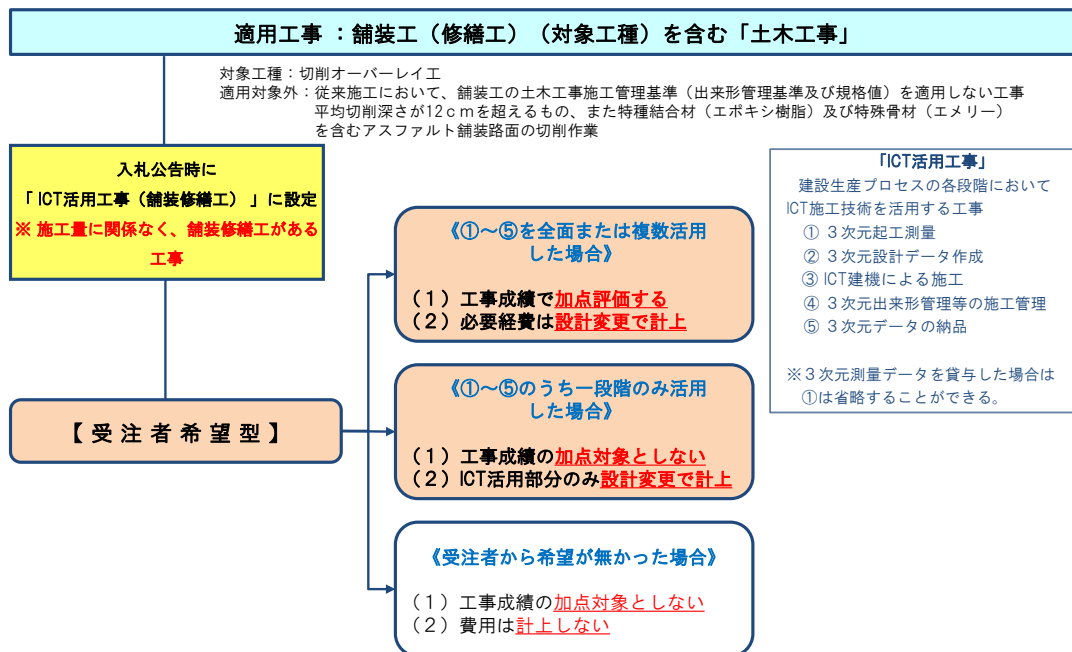 適用工事 ：舗装工（修繕工）（対象工種）を含む「土木工事」
対象工種：切削オーバーレイ工
適用対象外：従来施工において、舗装工の土木工事施工管理基準（出来形管理基準及び規格値）を適用しない工事
平均切削深さが12ｃｍを超えるもの、また特種結合材（エポキシ樹脂）及び特殊骨材（エメリー）
を含むアスファルト舗装路面の切削作業
入札公告時に
「 ICT活用工事（舗装修繕工） 」に設定
※ 施工量に関係なく、舗装修繕工がある
工事
【 受 注 者 希 望 型 】
《①～⑤を全面または複数活用
した場合》
（１）工事成績で加点評価する
（２）必要経費は設計変更で計上
《①～⑤のうち一段階のみ活用
した場合》
（１）工事成績の加点対象としない
（２）ICT活用部分のみ設計変更で計上
《受注者から希望が無かった場合》
（１）工事成績の加点対象としない
（２）費用は計上しない
「ICT活用工事」
建設生産プロセスの各段階において
ICT施工技術を活用する工事
① ３次元起工測量
② ３次元設計データ作成
③ ICT建機による施工
④ ３次元出来形管理等の施工管理
⑤ ３次元データの納品
※３次元測量データを貸与した場合は
①は省略することができる。